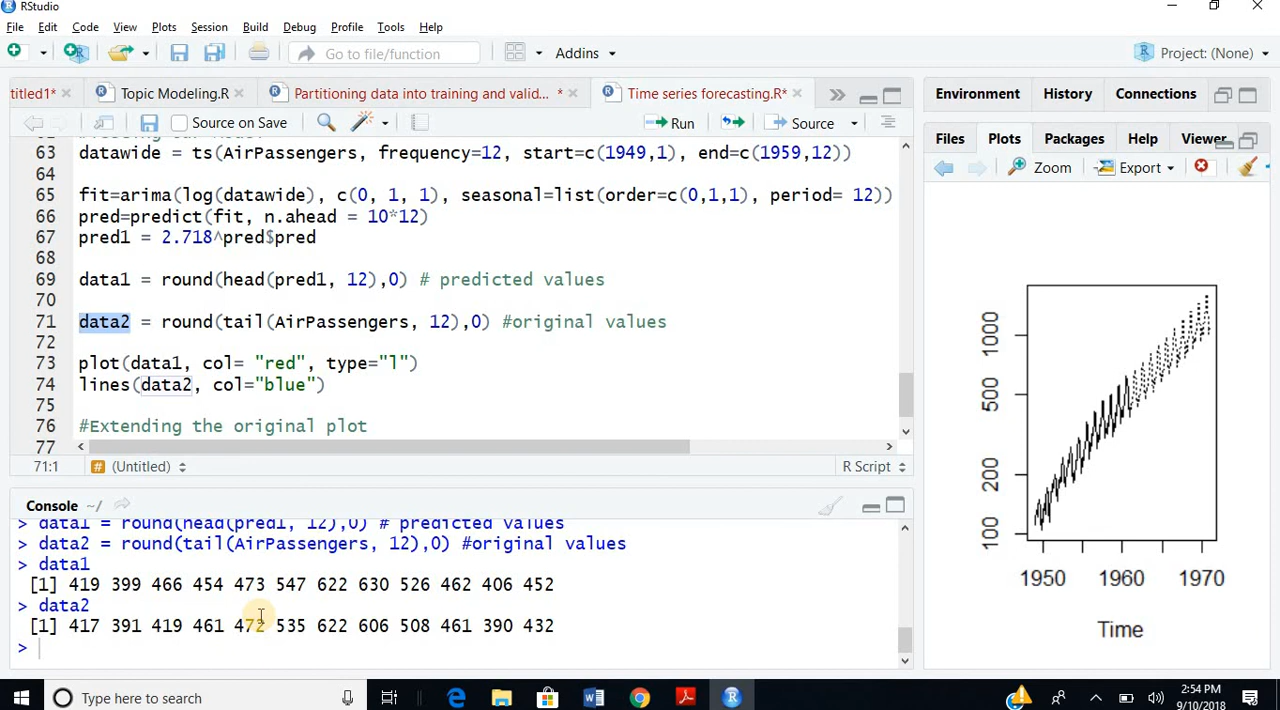 RStudio
File Edit Code View Plots Session Build Debug Profile Tools Help
Go to file/function Addins Project: (None)
titled1* Topic Modeling.R Partitioning data into training and valid... * Time series forecasting.R*
Source on Save Run Source
63 datawide = ts(AirPassengers, frequency=12, start=c(1949,1), end=c(1959,12))
64
65 fit=arima(log(datawide), c(0, 1, 1), seasonal=list(order=c(0,1,1), period= 12))
66 pred=predict(fit, n.ahead = 10*12)
67 pred1 = 2.718^pred$pred
68
69 data1 = round(head(pred1, 12),0) # predicted values
70
71 data2 = round(tail(AirPassengers, 12),0) #original values
72
73 plot(data1, col= "red", type="l")
74 lines(data2, col="blue")
75
76 #Extending the original plot
77
71:1 # (Untitled) R Script
Console ~/
> data1 = round(head(pred1, 12),0) # predicted values
> data2 = round(tail(AirPassengers, 12),0) #original values
> data1
[1] 419 399 466 454 473 547 622 630 526 462 406 452
> data2
[1] 417 391 419 461 472 535 622 606 508 461 390 432
>
Environment History Connections
Files Plots Packages Help Viewer
Zoom Export
1000
500
200
100
1950 1960 1970
Time
Type here to search
2:54 PM
9/10/2018